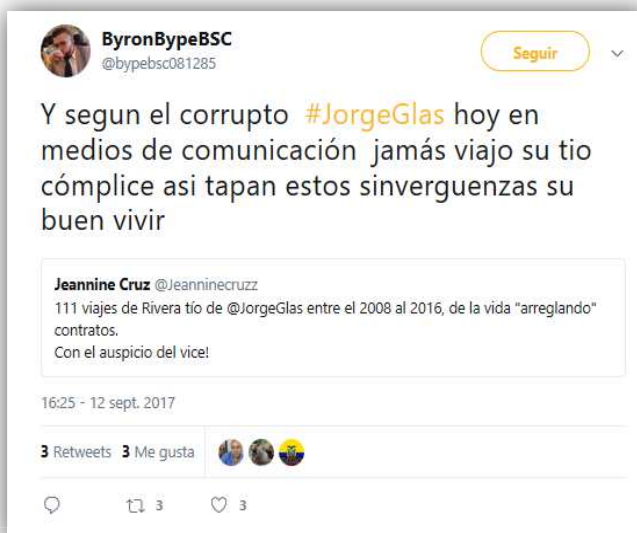 ByronBypeBSC
@bypebsc081285
Seguir
Y segun el corrupto #JorgeGlas hoy en
medios de comunicación jamás viajo su tio
cómplice asi tapan estos sinverguenzas su
buen vivir
Jeannine Cruz @Jeanninecruzz
111 viajes de Rivera tío de @JorgeGlas entre el 2008 al 2016, de la vida "arreglando"
contratos.
Con el auspicio del vice!
16:25 - 12 sept. 2017
3 Retweets 3 Me gusta
3 3